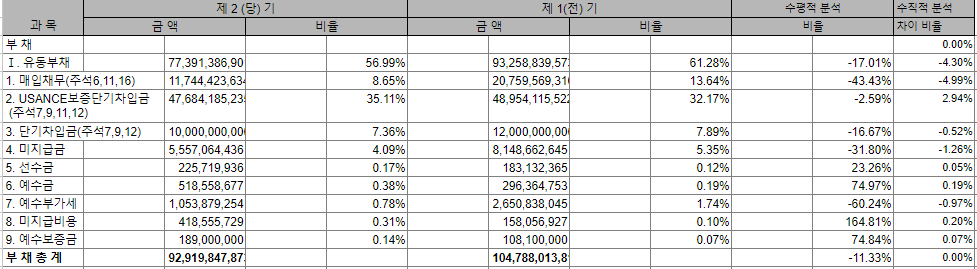 과 목 제 2 (당) 기 제 1(전) 기 수평적 분석 수직적 분석
금 액 비율 금 액 비율 비율 차이 비율
부 채 0.00%
Ⅰ. 유동부채 77,391,386,90 56.99% 93,258,839,573 61.28% -17.01% -4.30%
1. 매입채무(주석6,11,16) 11,744,423,634 8.65% 20,759,569,310 13.64% -43.43% -4.99%
2. USANCE보증단기차입금 47,684,185,235 35.11% 48,954,115,522 32.17% -2.59% 2.94%
(주석7,9,11,12)
3. 단기차입금(주석7,9,12) 10,000,000,000 7.36% 12,000,000,000 7.89% -16.67% -0.52%
4. 미지급금 5,557,064,436 4.09% 8,148,662,645 5.35% -31.80% -1.26%
5. 선수금 225,719,936 0.17% 183,132,365 0.12% 23.26% 0.05%
6. 예수금 518,558,677 0.38% 296,364,753 0.19% 74.97% 0.19%
7. 예수부가세 1,053,879,254 0.78% 2,650,838,045 1.74% -60.24% -0.97%
8. 미지급비용 418,555,729 0.31% 158,056,927 0.10% 164.81% 0.20%
9. 예수보증금 189,000,000 0.14% 108,100,000 0.07% 74.84% 0.07%
부 채 총 계 92,919,847,87 104,788,013,8 -11.33% 0.00%